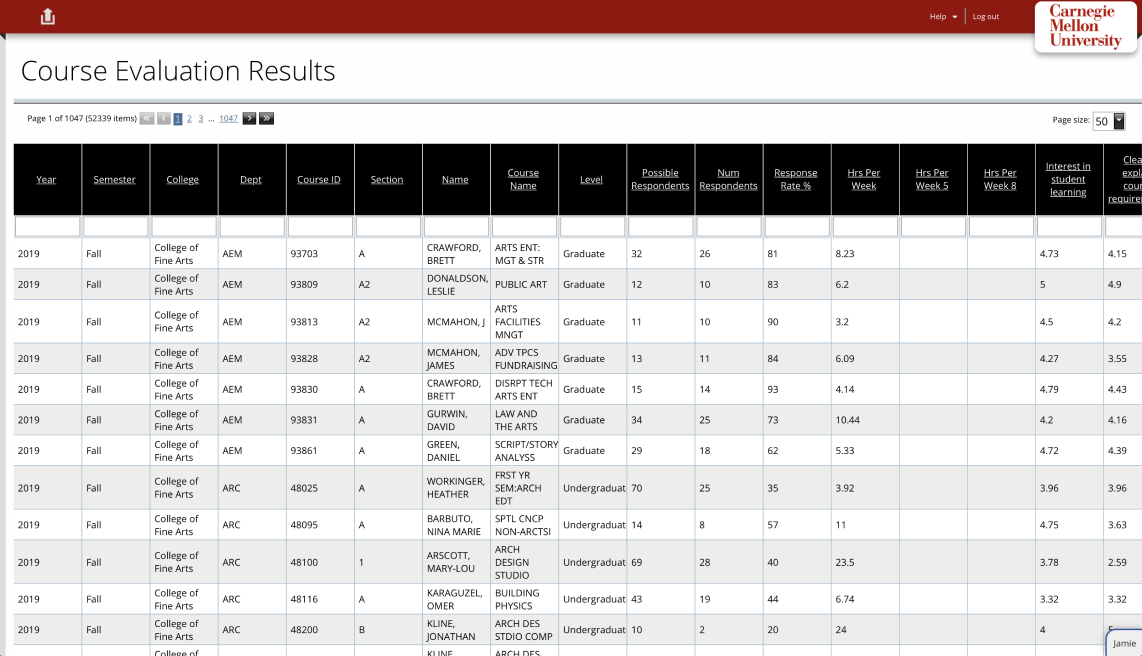 Help
Log out
Carnegie
Mellon
University
Course Evaluation Results
Page 1 of 1047 (52339 items) 1 2 3 ... 1047
Page size: 50
Year Semester College Dept Course ID Section Name Course Name Level Possible Respondents Num Respondents Response Rate % Hrs Per Week Hrs Per Week 5 Hrs Per Week 8 Interest in student learning
2019 Fall College of Fine Arts AEM 93703 A CRAWFORD, BRETT ARTS ENT: MGT & STR Graduate 32 26 81 8.23 4.73 4.15
2019 Fall College of Fine Arts AEM 93809 A2 DONALDSON, LESLIE PUBLIC ART Graduate 12 10 83 6.2 5 4.9
2019 Fall College of Fine Arts AEM 93813 A2 MCMAHON, J ARTS FACILITIES MNGT Graduate 11 10 90 3.2 4.5 4.2
2019 Fall College of Fine Arts AEM 93828 A2 MCMAHON, JAMES ADV TPCS FUNDRAISING Graduate 13 11 84 6.09 4.27 3.55
2019 Fall College of Fine Arts AEM 93830 A CRAWFORD, BRETT DISRPT TECH ARTS ENT Graduate 15 14 93 4.14 4.79 4.43
2019 Fall College of Fine Arts AEM 93831 A GURWIN, DAVID LAW AND THE ARTS Graduate 34 25 73 10.44 4.2 4.16
2019 Fall College of Fine Arts AEM 93861 A GREEN, DANIEL SCRIPT/STORY ANALYSS Graduate 29 18 62 5.33 4.72 4.39
2019 Fall College of Fine Arts ARC 48025 A WORKINGER, HEATHER FRST YR SEM:ARCH EDT Undergraduat 70 25 35 3.92 3.96 3.96
2019 Fall College of Fine Arts ARC 48095 A BARBUTO, NINA MARIE SPTL CNCP NON-ARCTSI Undergraduat 14 8 57 11 4.75 3.63
2019 Fall College of Fine Arts ARC 48100 1 ARSCOTT, MARY-LOU ARCH DESIGN STUDIO Undergraduat 69 28 40 23.5 3.78 2.59
2019 Fall College of Fine Arts ARC 48116 A KARAGUZEL, OMER BUILDING PHYSICS Undergraduat 43 19 44 6.74 3.32 3.32
2019 Fall College of Fine Arts ARC 48200 B KLINE, JONATHAN ARCH DES STDIO COMP Undergraduat 10 2 20 24 4
College of KLINE ARCH DES
Jamie